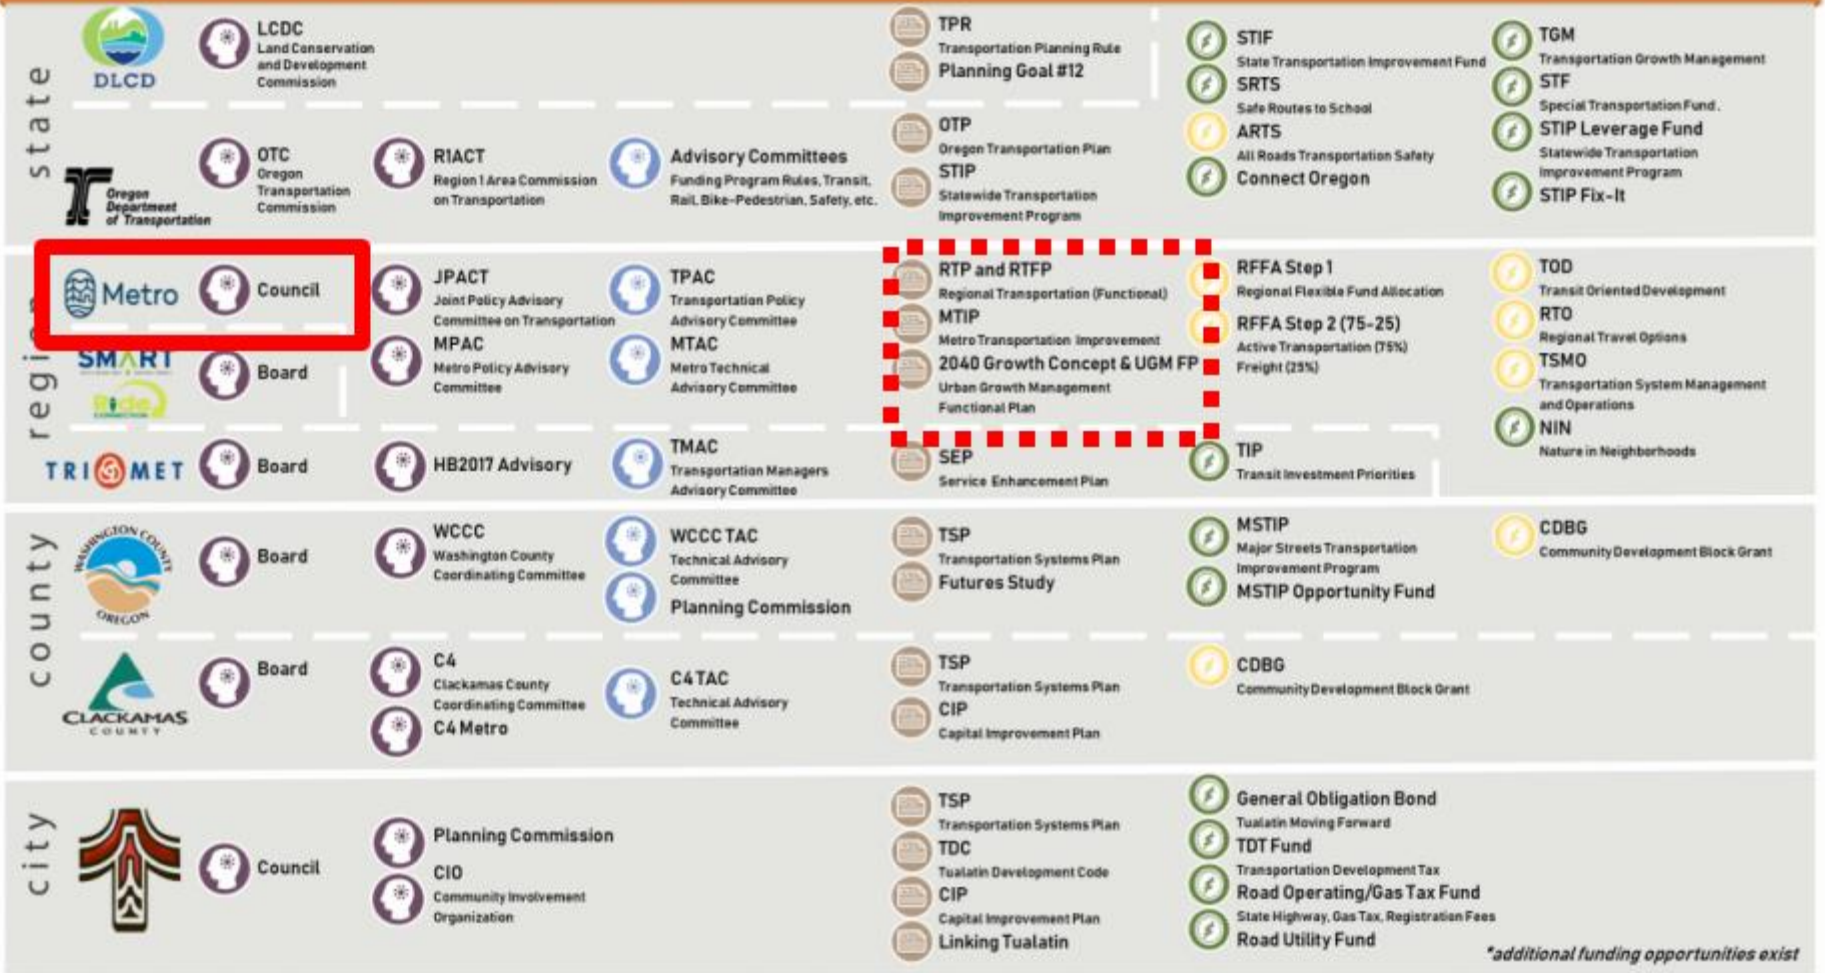 state
DLCD
LCDC
Land Conservation
and Development
Commission
TPR
Transportation Planning Rule
Planning Goal #12
STIF
State Transportation Improvement Fund
SRTS
Safe Routes to School
ARTS
All Roads Transportation Safety
Connect Oregon
TGM
Transportation Growth Management
STF
Special Transportation Fund.
STIP Leverage Fund
Statewide Transportation
Improvement Program
STIP Fix-It
Oregon
Department
of Transportation
OTC
Oregon
Transportation
Commission
R1ACT
Region 1 Area Commission
on Transportation
Advisory Committees
Funding Program Rules, Transit,
Rail, Bike-Pedestrian, Safety, etc.
OTP
Oregon Transportation Plan
STIP
Statewide Transportation
Improvement Program
region
Metro
Council
JPACT
Joint Policy Advisory
Committee on Transportation
MPAC
Metro Policy Advisory
Committee
TPAC
Transportation Policy
Advisory Committee
MTAC
Metro Technical
Advisory Committee
RTP and RTFP
Regional Transportation (Functional)
MTIP
Metro Transportation Improvement
2040 Growth Concept & UGM FP
Urban Growth Management
Functional Plan
RFFA Step 1
Regional Flexible Fund Allocation
RFFA Step 2 (75-25)
Active Transportation (75%)
Freight (25%)
TOD
Transit Oriented Development
RTO
Regional Travel Options
TSMO
Transportation System Management
and Operations
NIN
Nature in Neighborhoods
SMART
Ride
Board
TRIMET
Board
HB2017 Advisory
TMAC
Transportation Managers
Advisory Committee
SEP
Service Enhancement Plan
TIP
Transit Investment Priorities
county
WASHINGTON COUNTY
OREGON
Board
WCCC
Washington County
Coordinating Committee
WCCC TAC
Technical Advisory
Committee
Planning Commission
TSP
Transportation Systems Plan
Futures Study
MSTIP
Major Streets Transportation
Improvement Program
MSTIP Opportunity Fund
CDBG
Community Development Block Grant
CLACKAMAS
COUNTY
Board
C4
Clackamas County
Coordinating Committee
C4 Metro
C4 TAC
Technical Advisory
Committee
TSP
Transportation Systems Plan
CIP
Capital Improvement Plan
CDBG
Community Development Block Grant
city
Council
Planning Commission
CIO
Community Involvement
Organization
TSP
Transportation Systems Plan
TDC
Tualatin Development Code
CIP
Capital Improvement Plan
Linking Tualatin
General Obligation Bond
Tualatin Moving Forward
TDT Fund
Transportation Development Tax
Road Operating/Gas Tax Fund
State Highway, Gas Tax, Registration Fees
Road Utility Fund
*additional funding opportunities exist